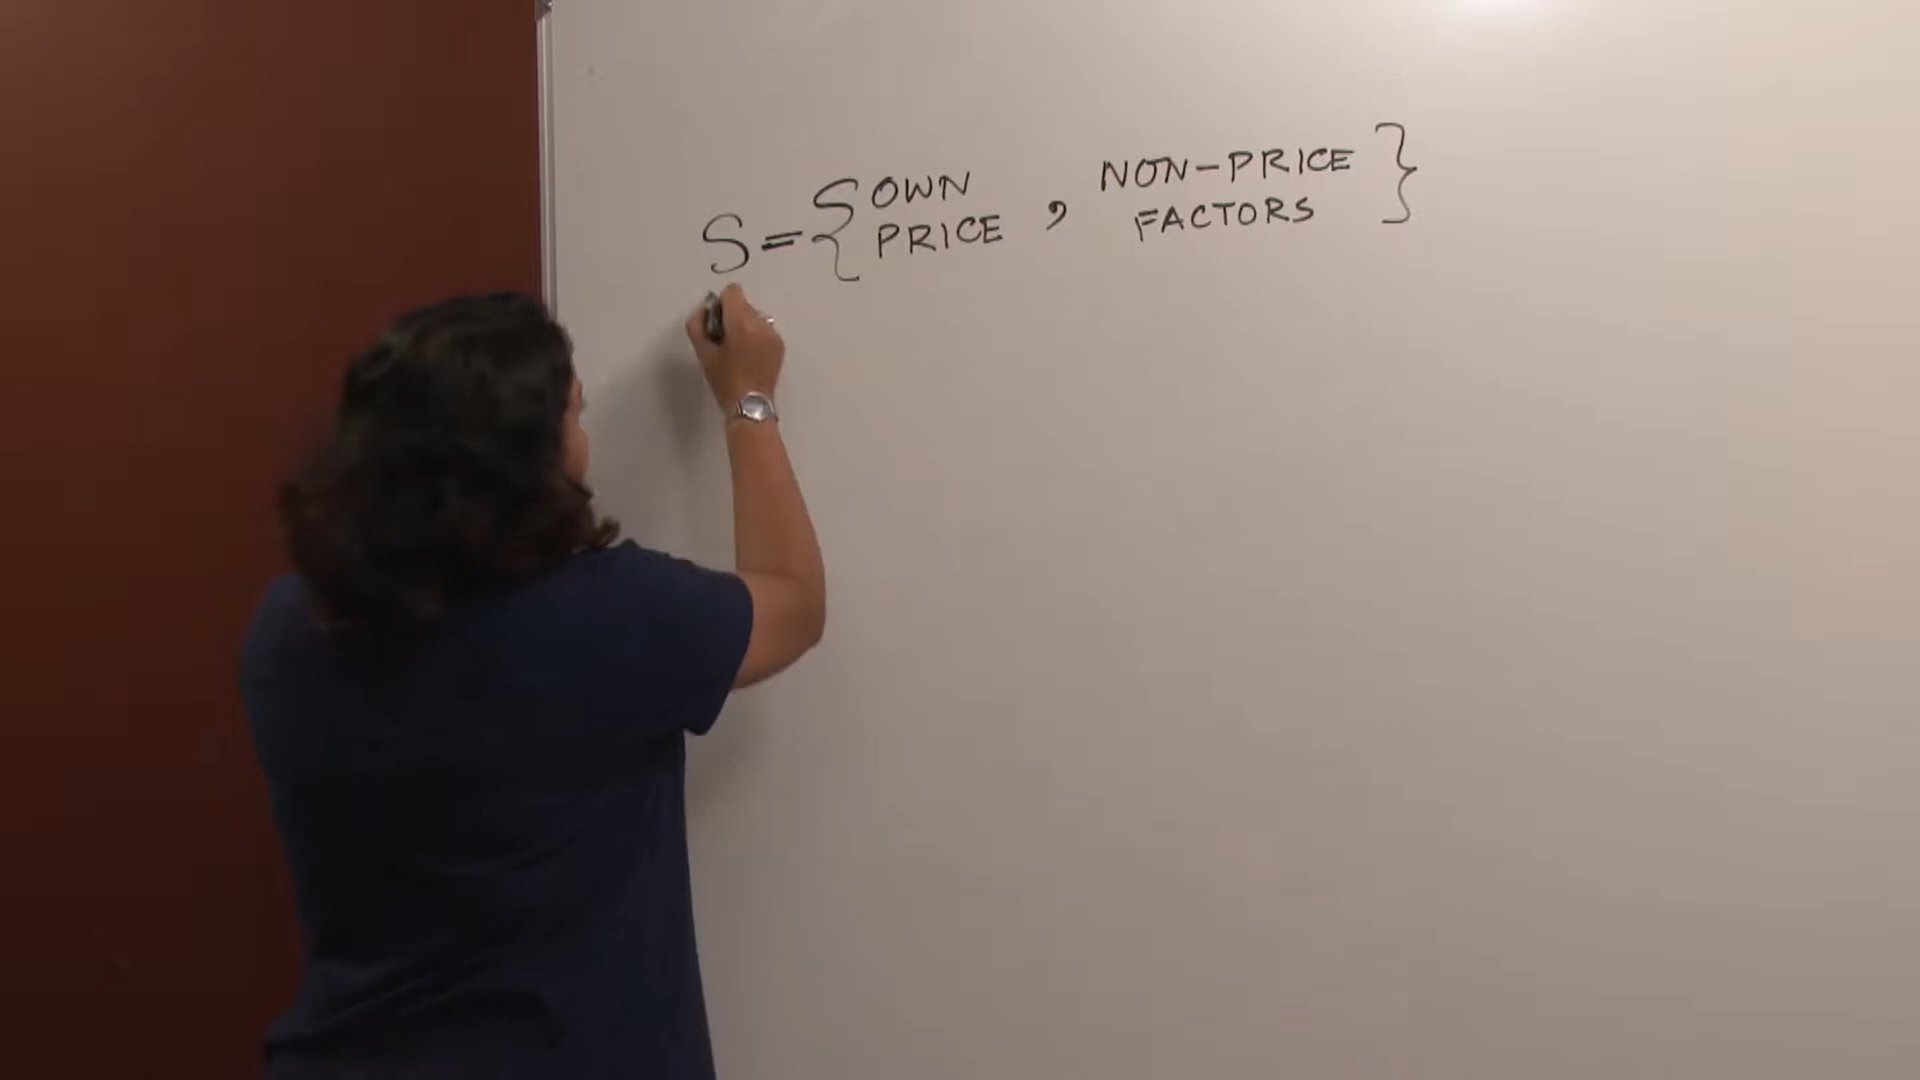 S = { OWN PRICE , NON-PRICE FACTORS }